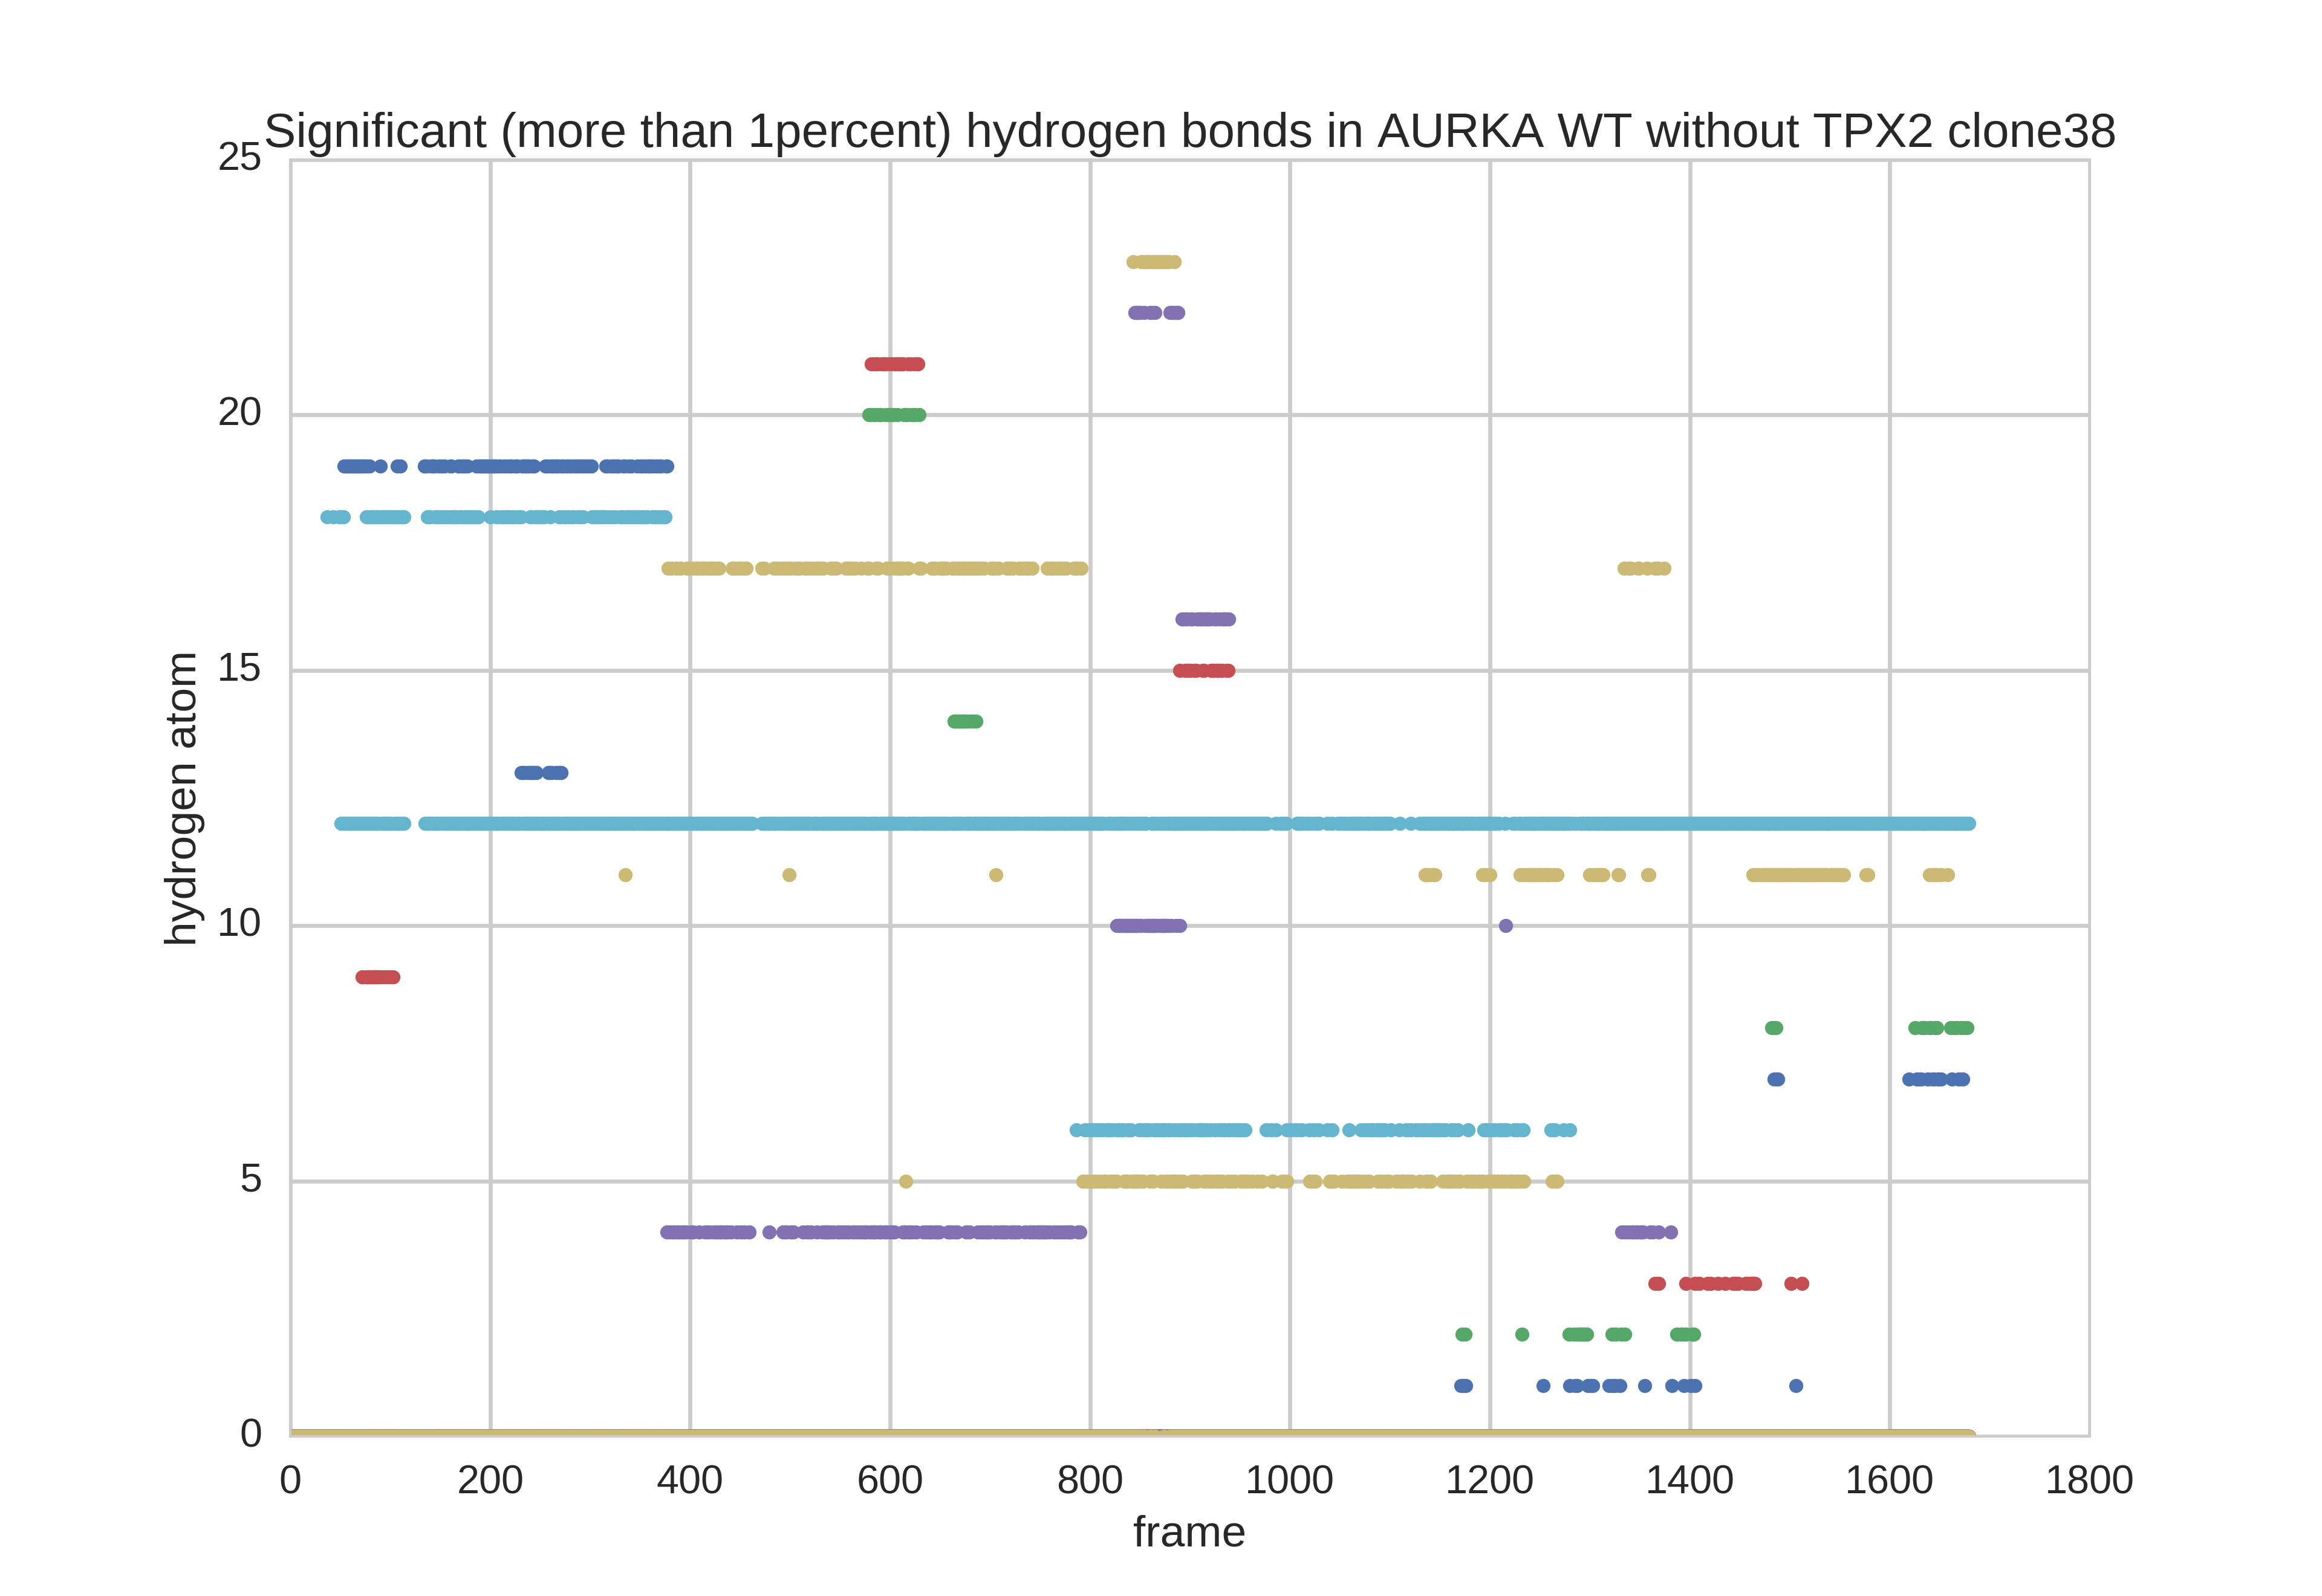 Significant (more than 1percent) hydrogen bonds in AURKA WT without TPX2 clone38
25
20
15
10
5
0
hydrogen atom
0 200 400 600 800 1000 1200 1400 1600 1800
frame